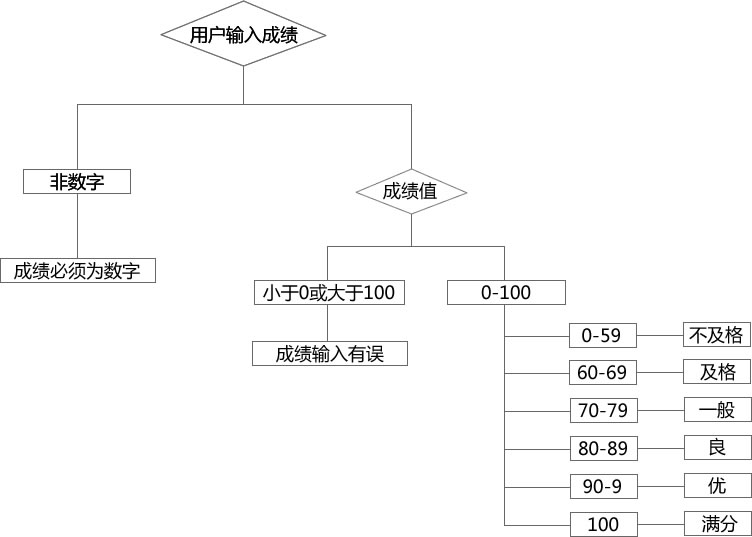 用户输入成绩
非数字
成绩值
成绩必须为数字
小于0或大于100
0-100
成绩输入有误
0-59
不及格
60-69
及格
70-79
一般
80-89
良
90-9
优
100
满分